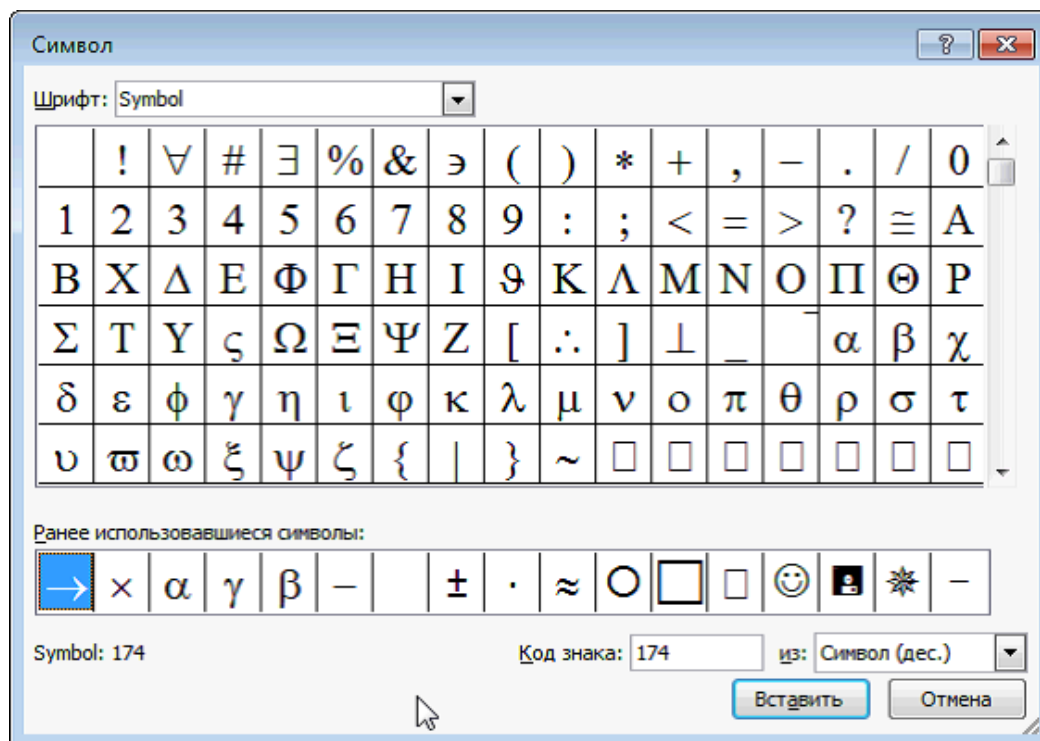 Символ
Шрифт: Symbol
! ∀ # ∃ % & ∍ ( ) ∗ + , − . / 0
1 2 3 4 5 6 7 8 9 : ; < = > ? ≅ Α
Β Χ Δ Ε Φ Γ Η Ι ϑ Κ Λ Μ Ν Ο Π Θ Ρ
Σ Τ Υ ς Ω Ξ Ψ Ζ [ ∴ ] ⊥ _ ‾ α β χ
δ ε ϕ γ η ι φ κ λ μ ν ο π θ ρ σ τ
υ ϖ ω ξ ψ ζ { | } ~ □ □ □ □ □ □ □
Ранее использовавшиеся символы:
→ × α γ β – ± · ≈ ○ □ □ ☺ ✵ –
Symbol: 174 Код знака: 174 из: Символ (дес.)
Вставить Отмена